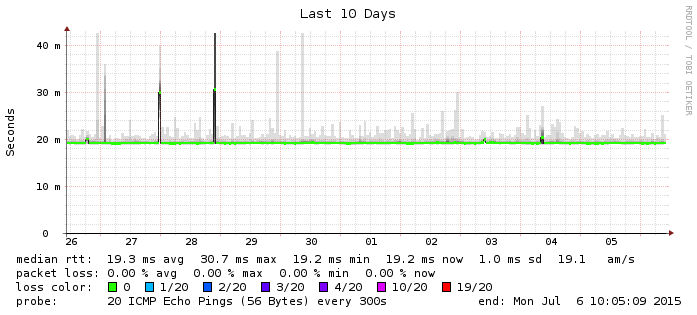 Last 10 Days
RRDTOOL / TOBI OETIKER
Seconds
40 m
30 m
20 m
10 m
0
26 27 28 29 30 01 02 03 04 05
median rtt: 19.3 ms avg 30.7 ms max 19.2 ms min 19.2 ms now 1.0 ms sd 19.1 am/s
packet loss: 0.00 % avg 0.00 % max 0.00 % min 0.00 % now
loss color: 0 1/20 2/20 3/20 4/20 10/20 19/20
probe: 20 ICMP Echo Pings (56 Bytes) every 300s end: Mon Jul 6 10:05:09 2015